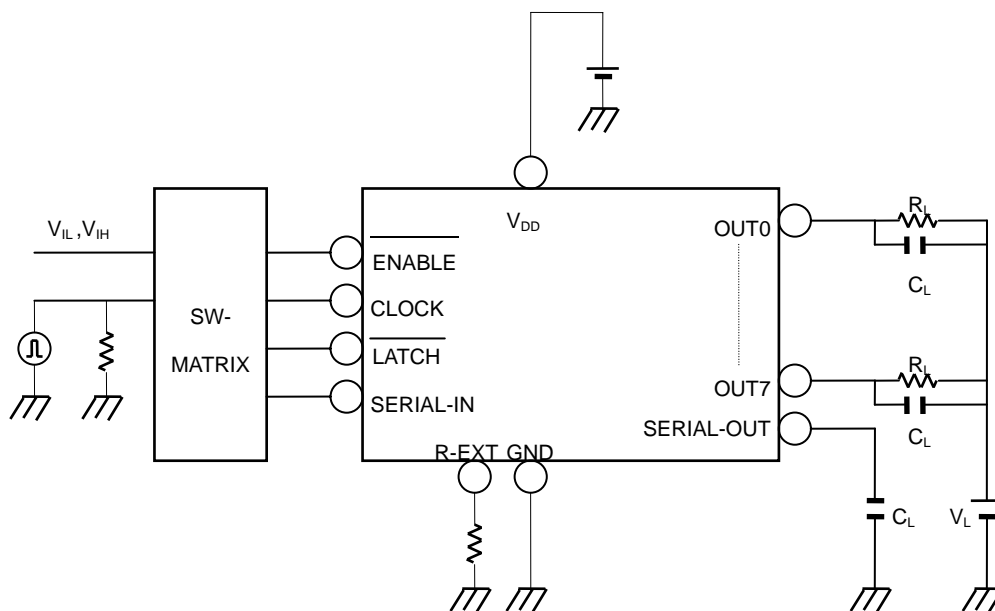 V_DD
V_IL,V_IH
SW-
MATRIX
ENABLE
CLOCK
LATCH
SERIAL-IN
R-EXT
GND
OUT0
OUT7
SERIAL-OUT
R_L
C_L
R_L
C_L
C_L
V_L